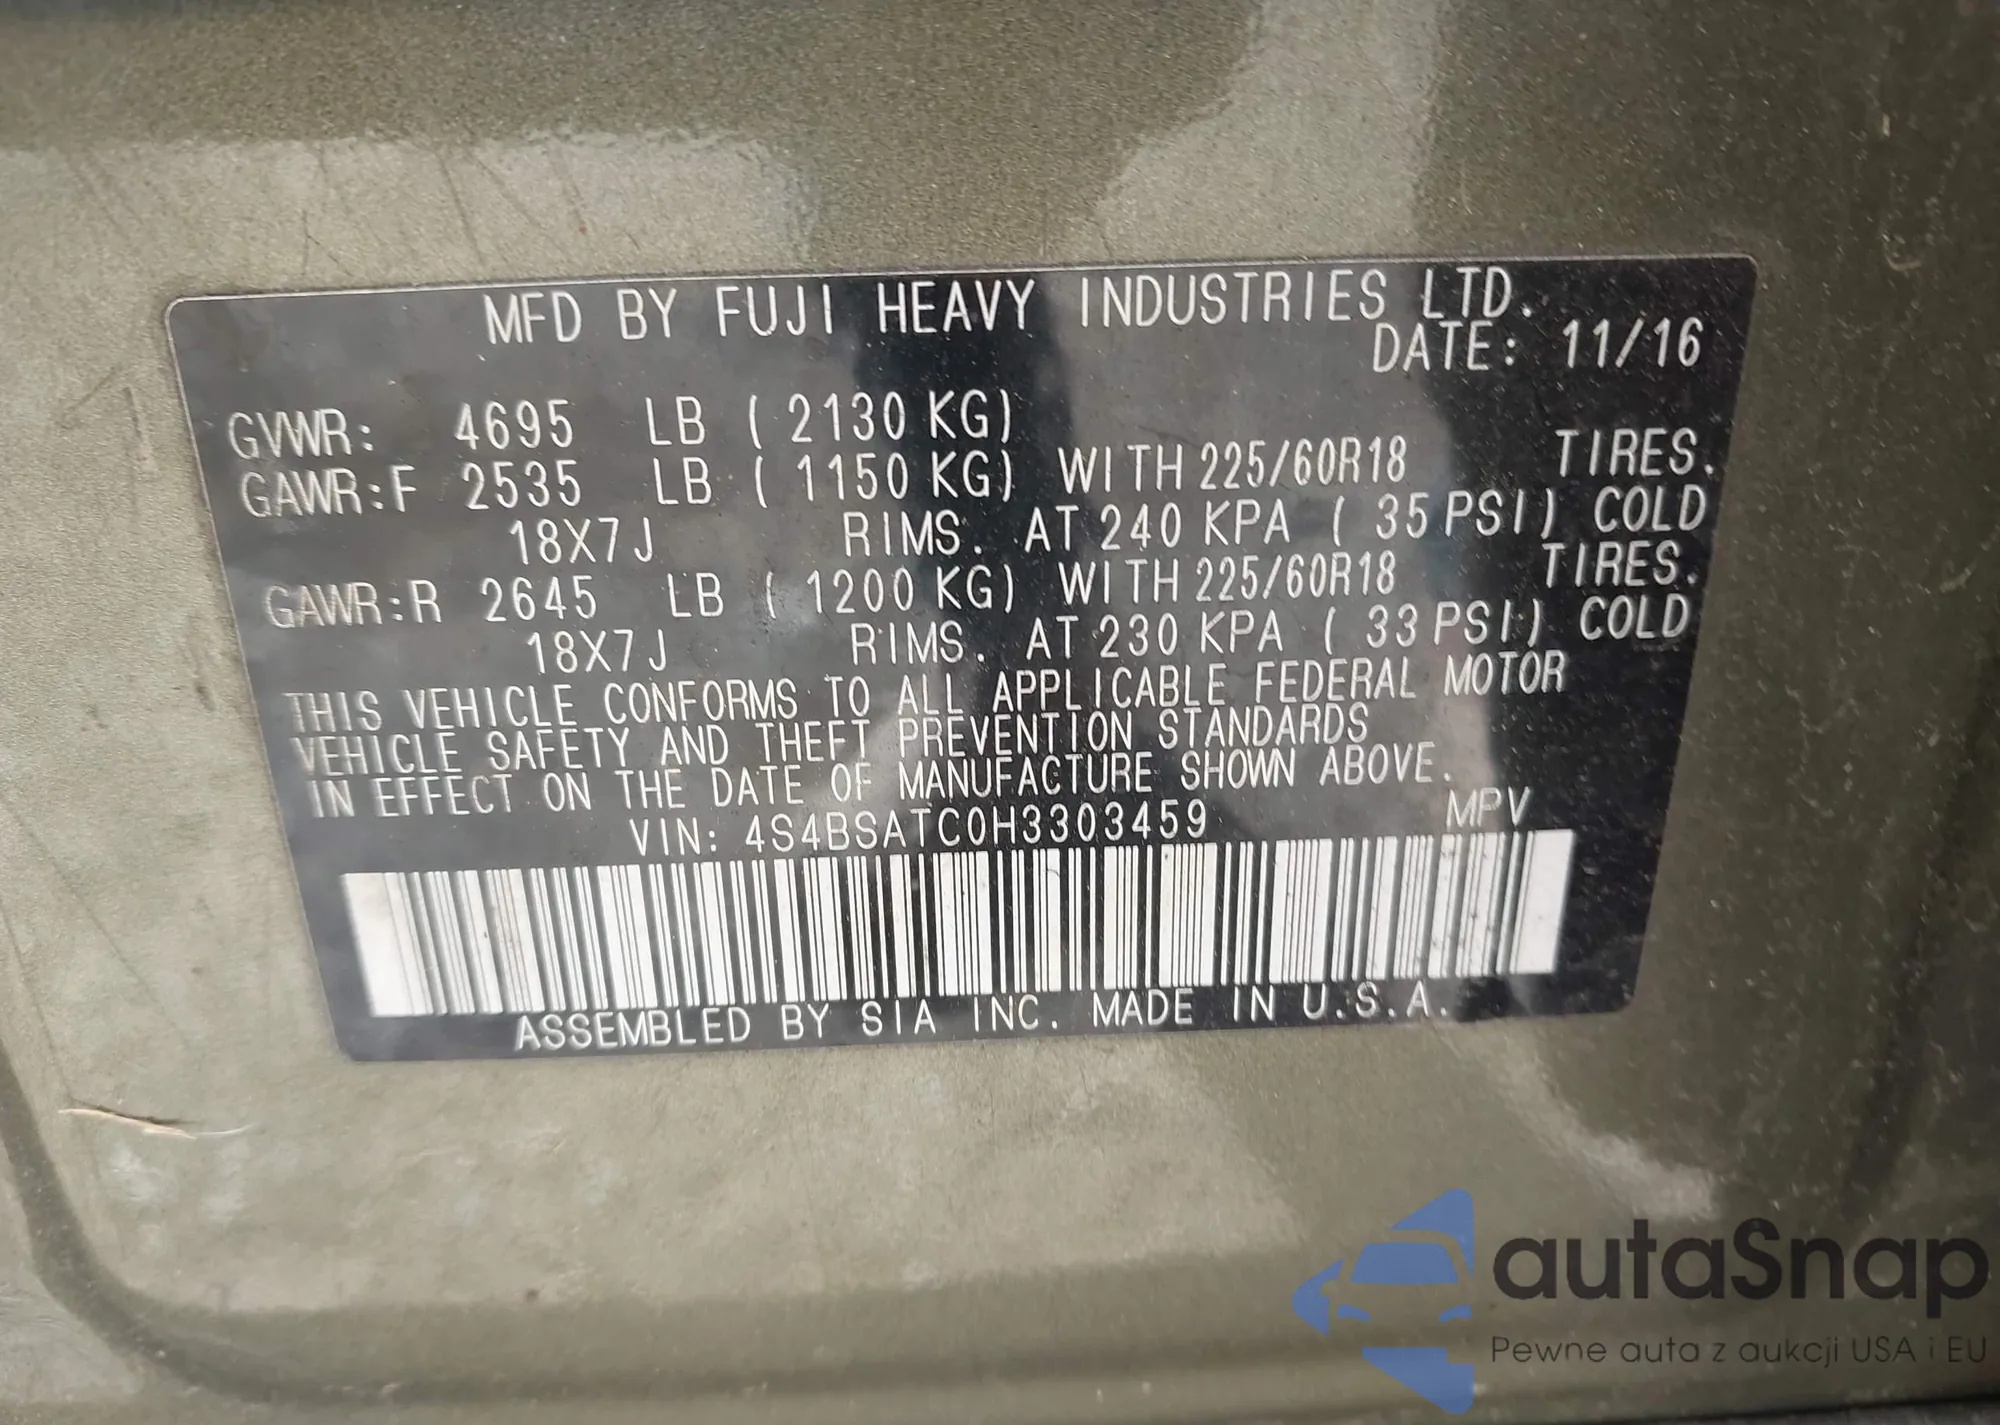 MFD BY FUJI HEAVY INDUSTRIES LTD.
DATE: 11/16
GVWR: 4695 LB ( 2130 KG)
GAWR:F 2535 LB ( 1150 KG) WITH 225/60R18 TIRES.
18X7J RIMS. AT 240 KPA ( 35 PSI) COLD
GAWR:R 2645 LB ( 1200 KG) WITH 225/60R18 TIRES.
18X7J RIMS. AT 230 KPA ( 33 PSI) COLD
THIS VEHICLE CONFORMS TO ALL APPLICABLE FEDERAL MOTOR
VEHICLE SAFETY AND THEFT PREVENTION STANDARDS
IN EFFECT ON THE DATE OF MANUFACTURE SHOWN ABOVE.
VIN: 4S4BSATC0H3303459 MPV
ASSEMBLED BY SIA INC. MADE IN U.S.A.
autaSnap
Pewne auta z aukcji USA i EU